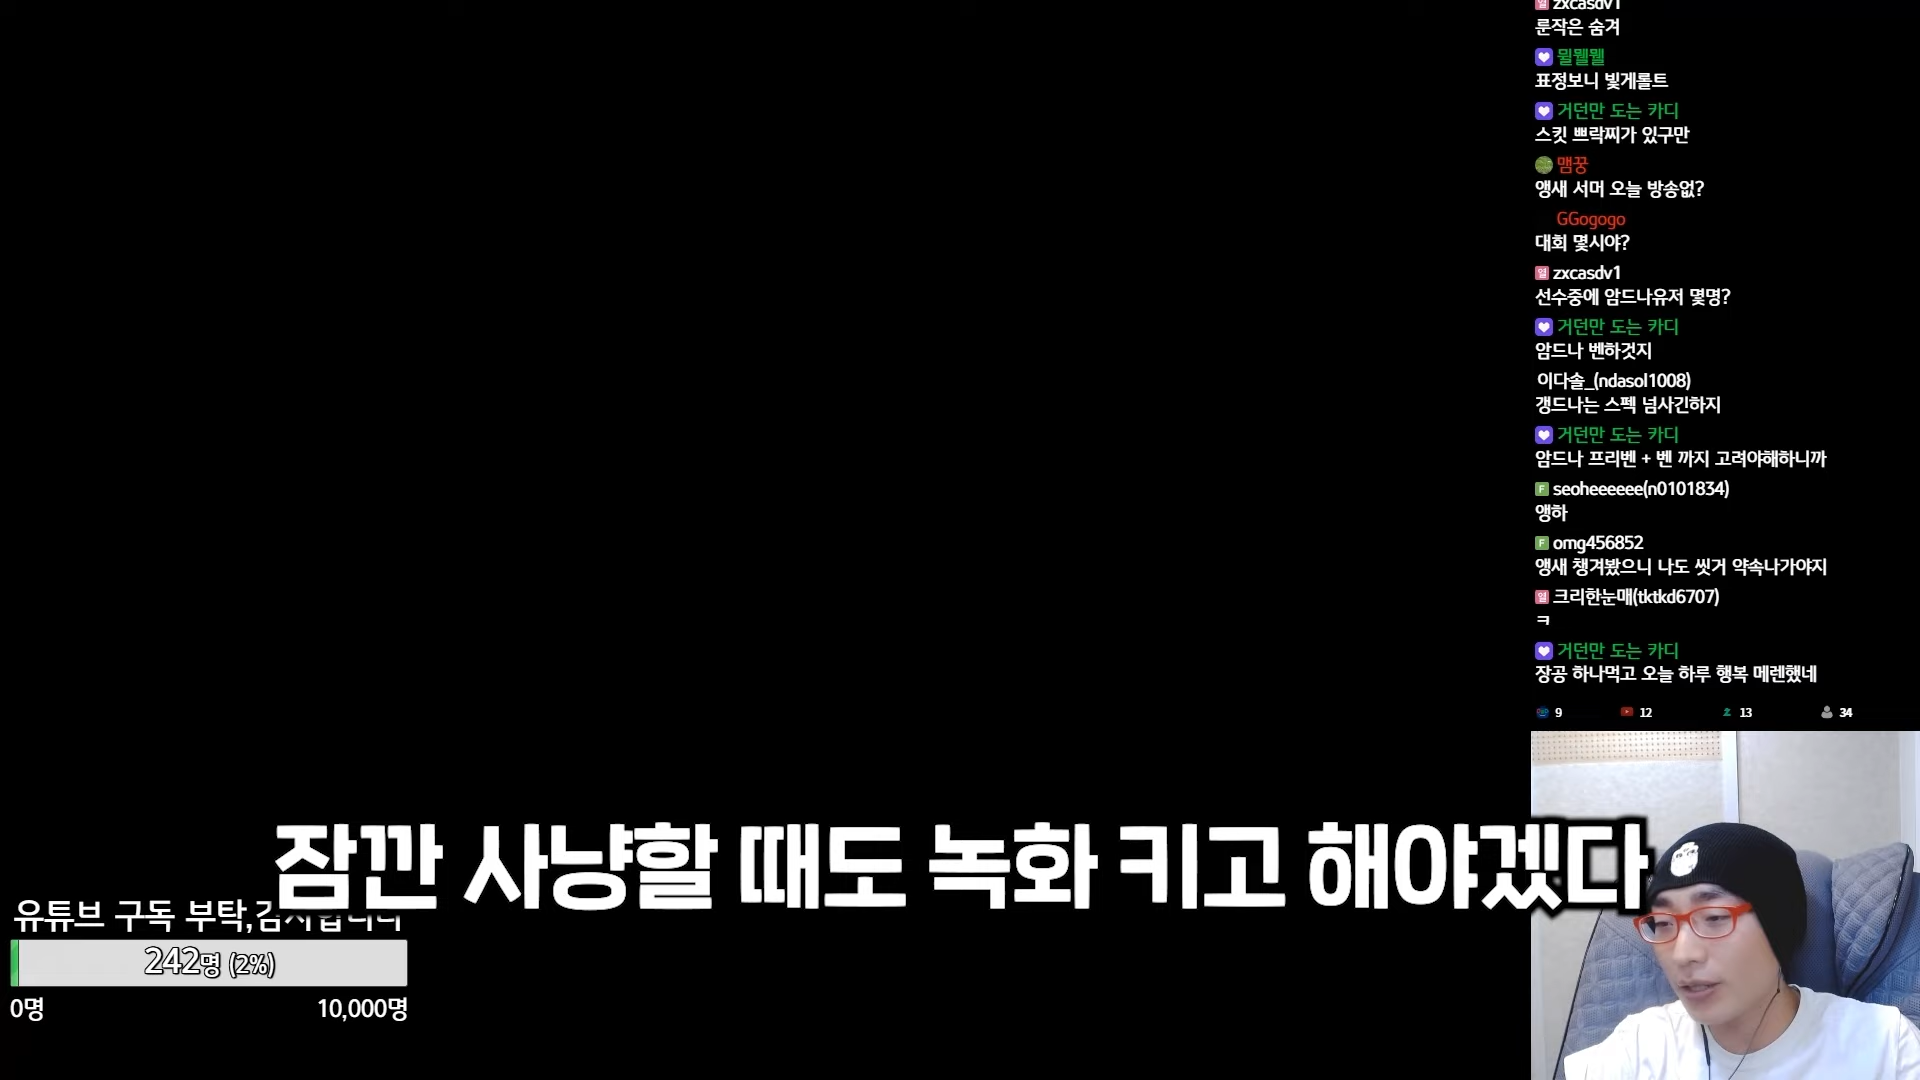 zxcasdv1
룬작은 숨겨
뮐뭴뭴
표정보니 빛게롤트
거던만 도는 카디
스킷 쁘락찌가 있구만
맴꿍
앵새 서머 오늘 방송없?
GGogogo
대회 몇시야?
zxcasdv1
선수중에 암드나유저 몇명?
거던만 도는 카디
암드나 벤하것지
이다솔_(ndasol1008)
갱드나는 스펙 넘사긴하지
거던만 도는 카디
암드나 프리벤 + 벤 까지 고려야해하니까
seoheeeeee(n0101834)
앵하
omg456852
앵새 챙겨봤으니 나도 씻거 약속나가야지
크리한눈매(tktkd6707)
ㅋ
거던만 도는 카디
장공 하나먹고 오늘 하루 행복 메렌했네
9 12 13 34
잠깐 사냥할 때도 녹화 키고 해야겠다
유튜브 구독 부탁,감사합니다
242명 (2%)
0명 10,000명